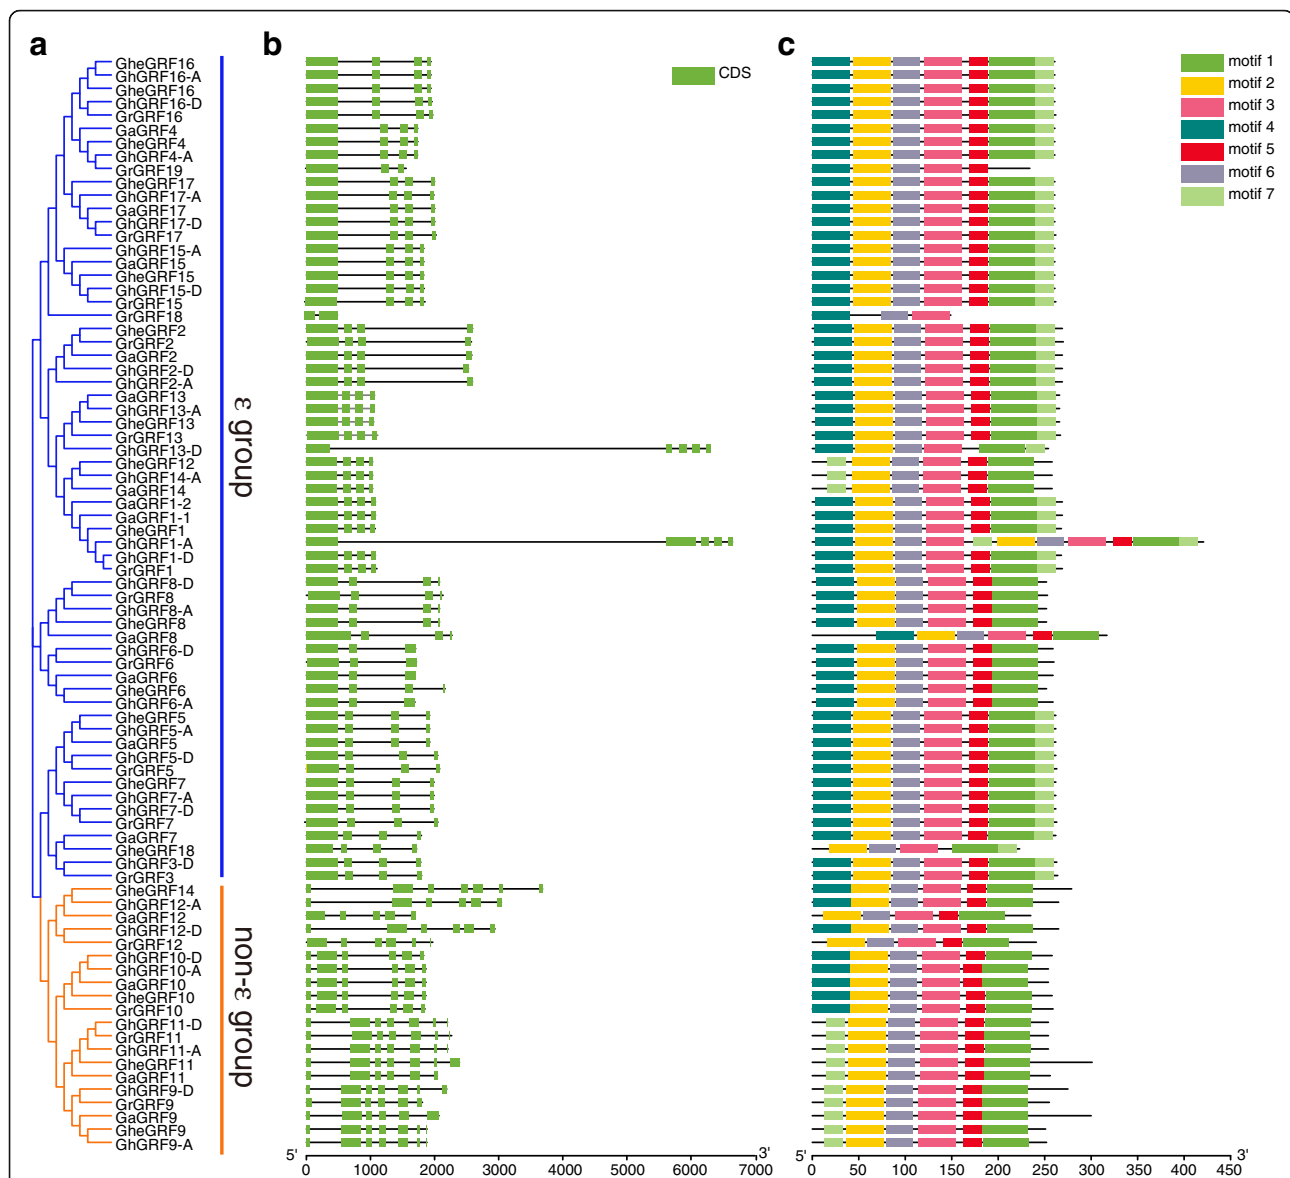 a
b
c
GheGRF16
GhGRF16-A
GheGRF16
GhGRF16-D
GrGRF16
GaGRF4
GheGRF4
GhGRF4-A
GrGRF19
GheGRF17
GhGRF17-A
GaGRF17
GhGRF17-D
GrGRF17
GhGRF15-A
GaGRF15
GheGRF15
GhGRF15-D
GrGRF15
GrGRF18
GheGRF2
GrGRF2
GaGRF2
GhGRF2-D
GhGRF2-A
GaGRF13
GhGRF13-A
GheGRF13
GrGRF13
GhGRF13-D
GheGRF12
GhGRF14-A
GaGRF14
GaGRF1-2
GaGRF1-1
GheGRF1
GhGRF1-A
GhGRF1-D
GrGRF1
GhGRF8-D
GrGRF8
GhGRF8-A
GheGRF8
GaGRF8
GhGRF6-D
GrGRF6
GaGRF6
GheGRF6
GhGRF6-A
GheGRF5
GhGRF5-A
GaGRF5
GhGRF5-D
GrGRF5
GheGRF7
GhGRF7-A
GhGRF7-D
GrGRF7
GaGRF7
GheGRF18
GhGRF3-D
GrGRF3
GheGRF14
GhGRF12-A
GaGRF12
GhGRF12-D
GrGRF12
GhGRF10-D
GhGRF10-A
GaGRF10
GheGRF10
GrGRF10
GhGRF11-D
GrGRF11
GhGRF11-A
GheGRF11
GaGRF11
GhGRF9-D
GrGRF9
GaGRF9
GheGRF9
GhGRF9-A
ε group
non-ε group
CDS
5' 3'
0 1000 2000 3000 4000 5000 6000 7000
motif 1
motif 2
motif 3
motif 4
motif 5
motif 6
motif 7
5' 3'
0 50 100 150 200 250 300 350 400 450